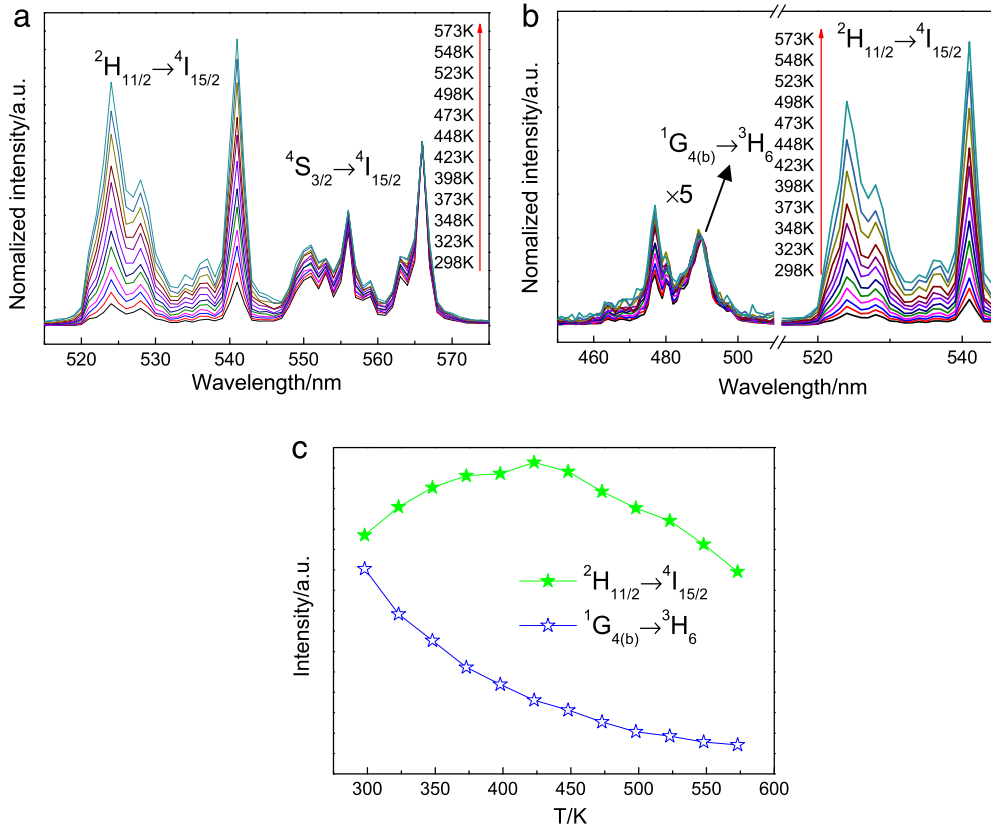 a
Normalized intensity/a.u.
²H₁₁/₂→⁴I₁₅/₂
⁴S₃/₂→⁴I₁₅/₂
573K
548K
523K
498K
473K
448K
423K
398K
373K
348K
323K
298K
520 530 540 550 560 570
Wavelength/nm
b
Normalized intensity/a.u.
²H₁₁/₂→⁴I₁₅/₂
¹G₄(b)→³H₆
×5
573K
548K
523K
498K
473K
448K
423K
398K
373K
348K
323K
298K
460 480 500 520 540
Wavelength/nm
c
Intensity/a.u.
²H₁₁/₂→⁴I₁₅/₂
¹G₄(b)→³H₆
300 350 400 450 500 550 600
T/K